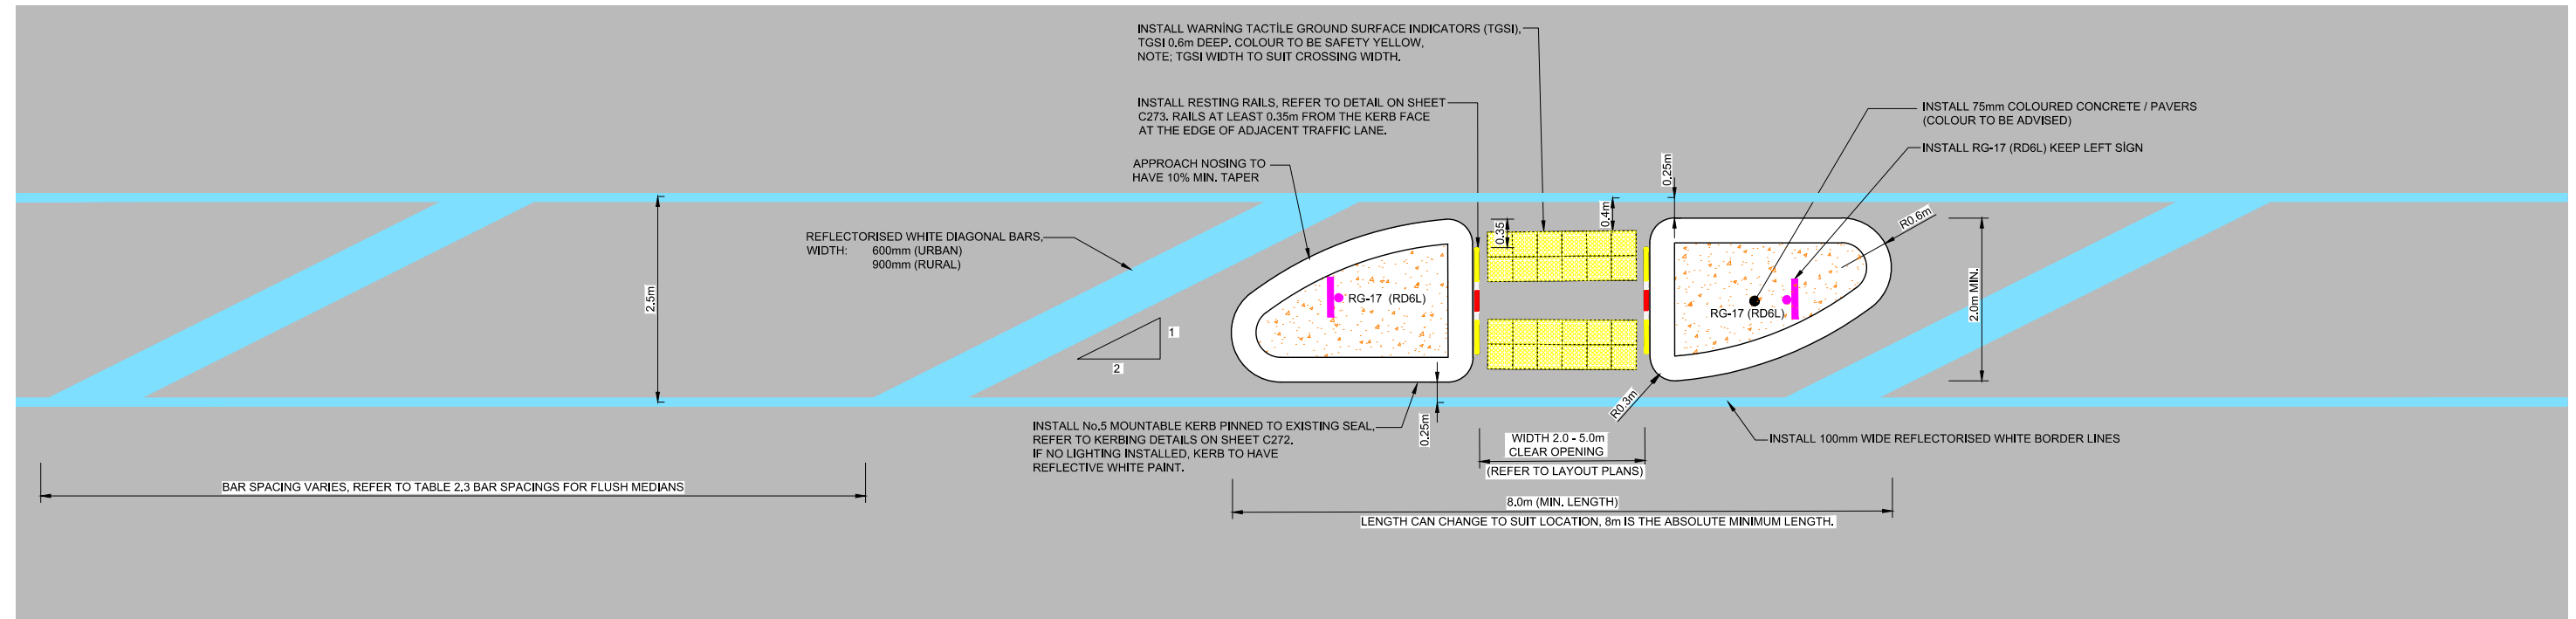 INSTALL WARNING TACTILE GROUND SURFACE INDICATORS (TGSI),
TGSI 0.6m DEEP. COLOUR TO BE SAFETY YELLOW,
NOTE; TGSI WIDTH TO SUIT CROSSING WIDTH.
INSTALL RESTING RAILS, REFER TO DETAIL ON SHEET
C273. RAILS AT LEAST 0.35m FROM THE KERB FACE
AT THE EDGE OF ADJACENT TRAFFIC LANE.
APPROACH NOSING TO
HAVE 10% MIN. TAPER
INSTALL 75mm COLOURED CONCRETE / PAVERS
(COLOUR TO BE ADVISED)
INSTALL RG-17 (RD6L) KEEP LEFT SIGN
0.25m
0.4m
0.35
R0.6m
REFLECTORISED WHITE DIAGONAL BARS,
WIDTH: 600mm (URBAN)
900mm (RURAL)
2.5m
RG-17 (RD6L)
RG-17 (RD6L)
2.0m MIN.
1
2
R0.3m
0.25m
INSTALL No.5 MOUNTABLE KERB PINNED TO EXISTING SEAL,
REFER TO KERBING DETAILS ON SHEET C272.
IF NO LIGHTING INSTALLED, KERB TO HAVE
REFLECTIVE WHITE PAINT.
WIDTH 2.0 - 5.0m
CLEAR OPENING
(REFER TO LAYOUT PLANS)
INSTALL 100mm WIDE REFLECTORISED WHITE BORDER LINES
BAR SPACING VARIES, REFER TO TABLE 2.3 BAR SPACINGS FOR FLUSH MEDIANS
8.0m (MIN. LENGTH)
LENGTH CAN CHANGE TO SUIT LOCATION, 8m IS THE ABSOLUTE MINIMUM LENGTH.